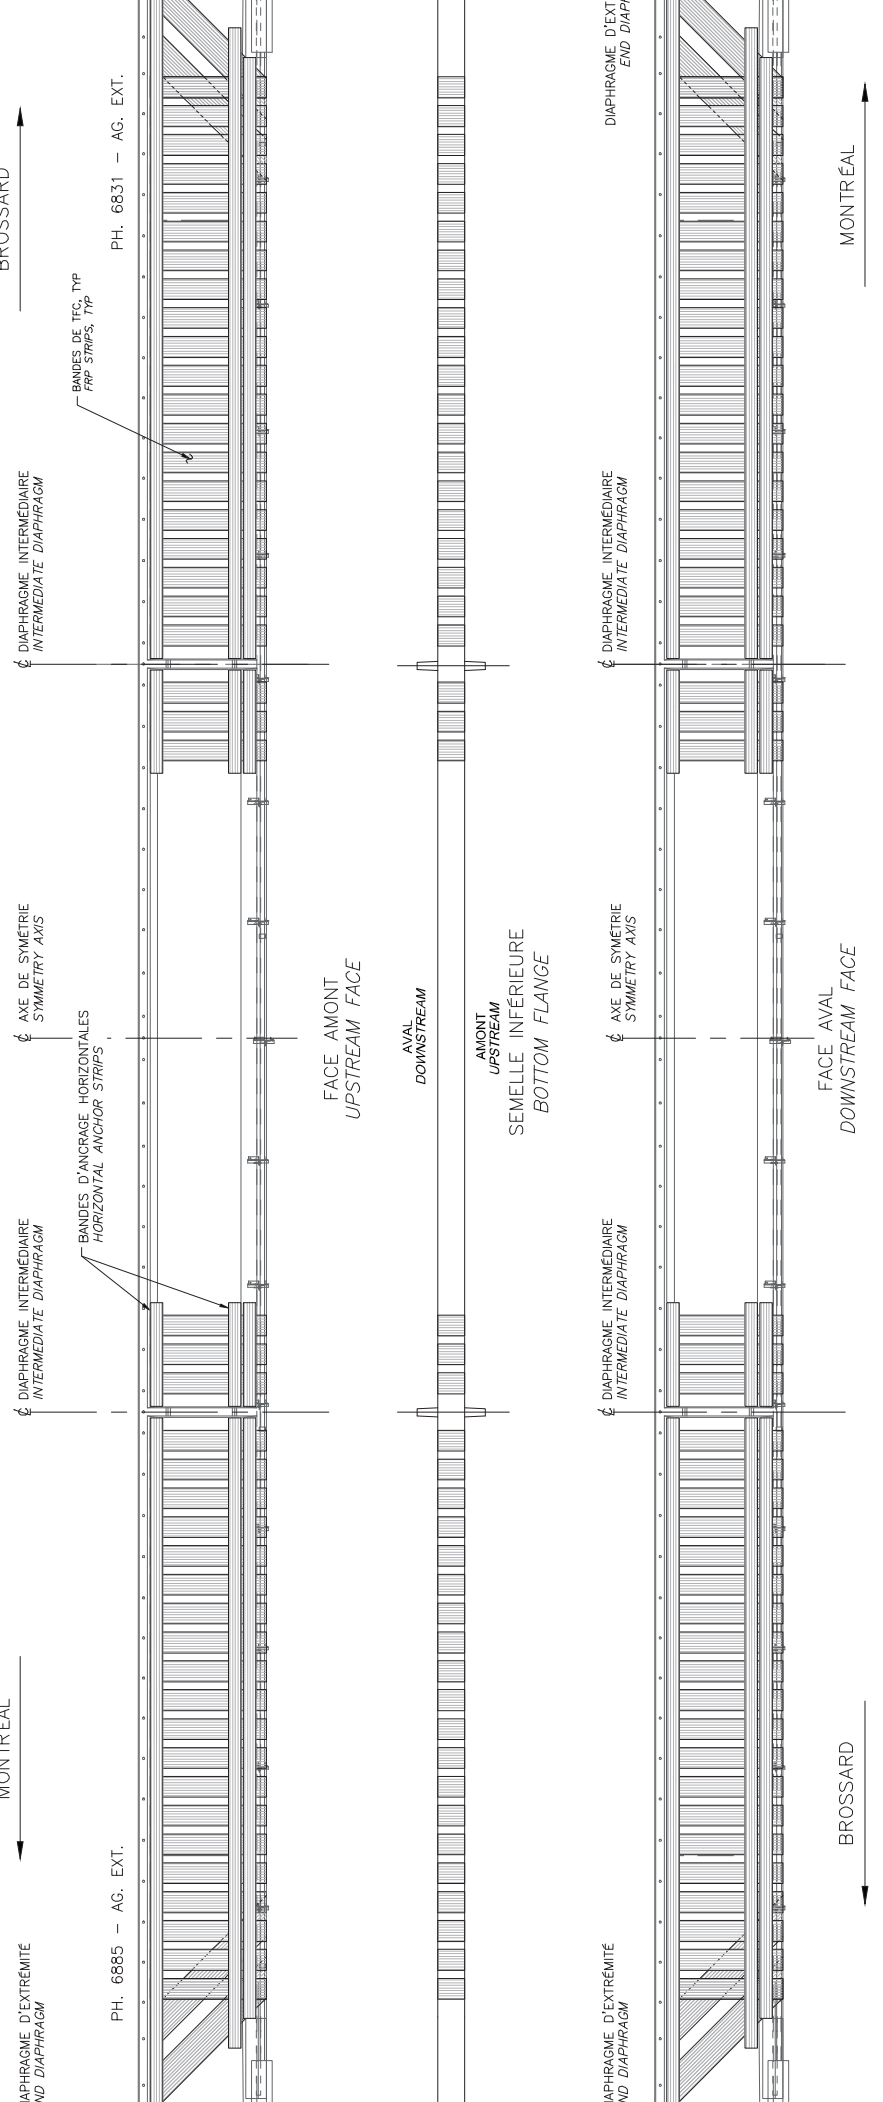 BROSSARD
PH. 6831 – AG. EXT.
BANDES DE TFC, TYP
FRP STRIPS, TYP
℄ DIAPHRAGME INTERMÉDIAIRE
INTERMEDIATE DIAPHRAGM
℄ AXE DE SYMÉTRIE
SYMMETRY AXIS
BANDES D'ANCRAGE HORIZONTALES
HORIZONTAL ANCHOR STRIPS
℄ DIAPHRAGME INTERMÉDIAIRE
INTERMEDIATE DIAPHRAGM
MONTRÉAL
PH. 6885 – AG. EXT.
IAPHRAGME D'EXTRÉMITÉ
ND DIAPHRAGM
FACE AMONT
UPSTREAM FACE
AVAL
DOWNSTREAM
AMONT
UPSTREAM
SEMELLE INFÉRIEURE
BOTTOM FLANGE
DIAPHRAGME D'EXT
END DIAPH
MONTRÉAL
℄ DIAPHRAGME INTERMÉDIAIRE
INTERMEDIATE DIAPHRAGM
℄ AXE DE SYMÉTRIE
SYMMETRY AXIS
FACE AVAL
DOWNSTREAM FACE
℄ DIAPHRAGME INTERMÉDIAIRE
INTERMEDIATE DIAPHRAGM
BROSSARD
IAPHRAGME D'EXTRÉMITÉ
ND DIAPHRAGM